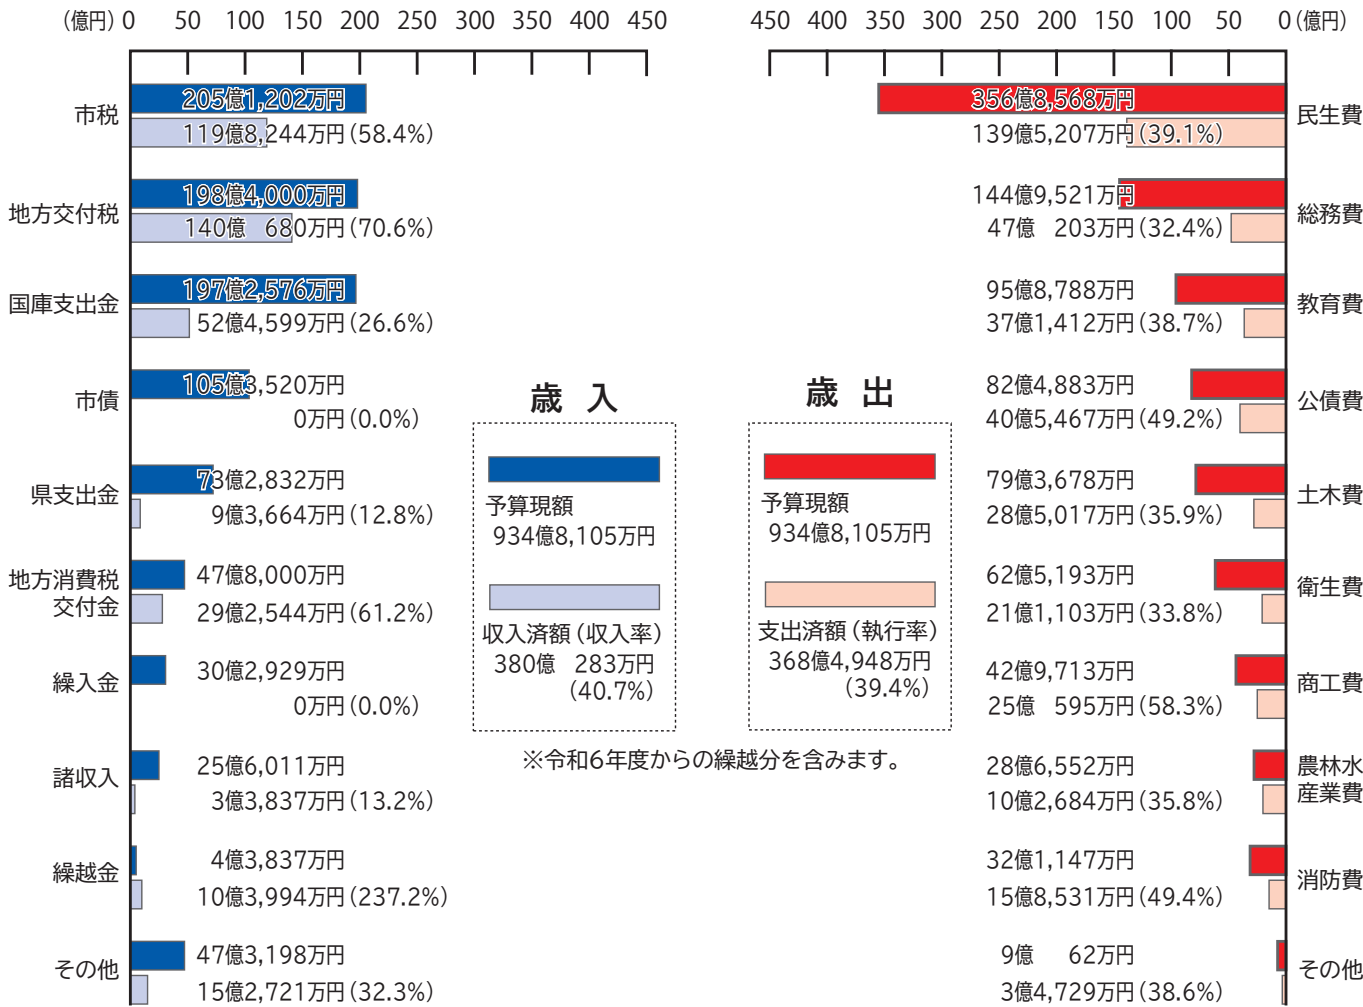 (億円) 0 50 100 150 200 250 300 350 400 450
市税
205億1,202万円
119億8,244万円(58.4%)
地方交付税
198億4,000万円
140億 680万円(70.6%)
国庫支出金
197億2,576万円
52億4,599万円(26.6%)
市債
105億3,520万円
0万円(0.0%)
県支出金
73億2,832万円
9億3,664万円(12.8%)
地方消費税
交付金
47億8,000万円
29億2,544万円(61.2%)
繰入金
30億2,929万円
0万円(0.0%)
諸収入
25億6,011万円
3億3,837万円(13.2%)
繰越金
4億3,837万円
10億3,994万円(237.2%)
その他
47億3,198万円
15億2,721万円(32.3%)
歳入
予算現額
934億8,105万円
収入済額(収入率)
380億 283万円
(40.7%)
歳出
予算現額
934億8,105万円
支出済額(執行率)
368億4,948万円
(39.4%)
※令和6年度からの繰越分を含みます。
450 400 350 300 250 200 150 100 50 0(億円)
356億8,568万円
139億5,207万円(39.1%)
民生費
144億9,521万円
47億 203万円(32.4%)
総務費
95億8,788万円
37億1,412万円(38.7%)
教育費
82億4,883万円
40億5,467万円(49.2%)
公債費
79億3,678万円
28億5,017万円(35.9%)
土木費
62億5,193万円
21億1,103万円(33.8%)
衛生費
42億9,713万円
25億 595万円(58.3%)
商工費
28億6,552万円
10億2,684万円(35.8%)
農林水
産業費
32億1,147万円
15億8,531万円(49.4%)
消防費
9億 62万円
3億4,729万円(38.6%)
その他